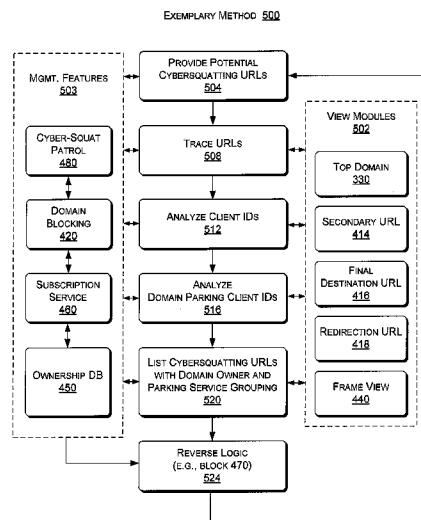 EXEMPLARY METHOD 500
MGMT. FEATURES
503
CYBER-SQUAT
PATROL
480
DOMAIN
BLOCKING
420
SUBSCRIPTION
SERVICE
460
OWNERSHIP DB
450
PROVIDE POTENTIAL
CYBERSQUATTING URLS
504
TRACE URLS
508
ANALYZE CLIENT IDS
512
ANALYZE
DOMAIN PARKING CLIENT IDS
516
LIST CYBERSQUATTING URLS
WITH DOMAIN OWNER AND
PARKING SERVICE GROUPING
520
REVERSE LOGIC
(E.G., BLOCK 470)
524
VIEW MODULES
502
TOP DOMAIN
330
SECONDARY URL
414
FINAL
DESTINATION URL
416
REDIRECTION URL
418
FRAME VIEW
440